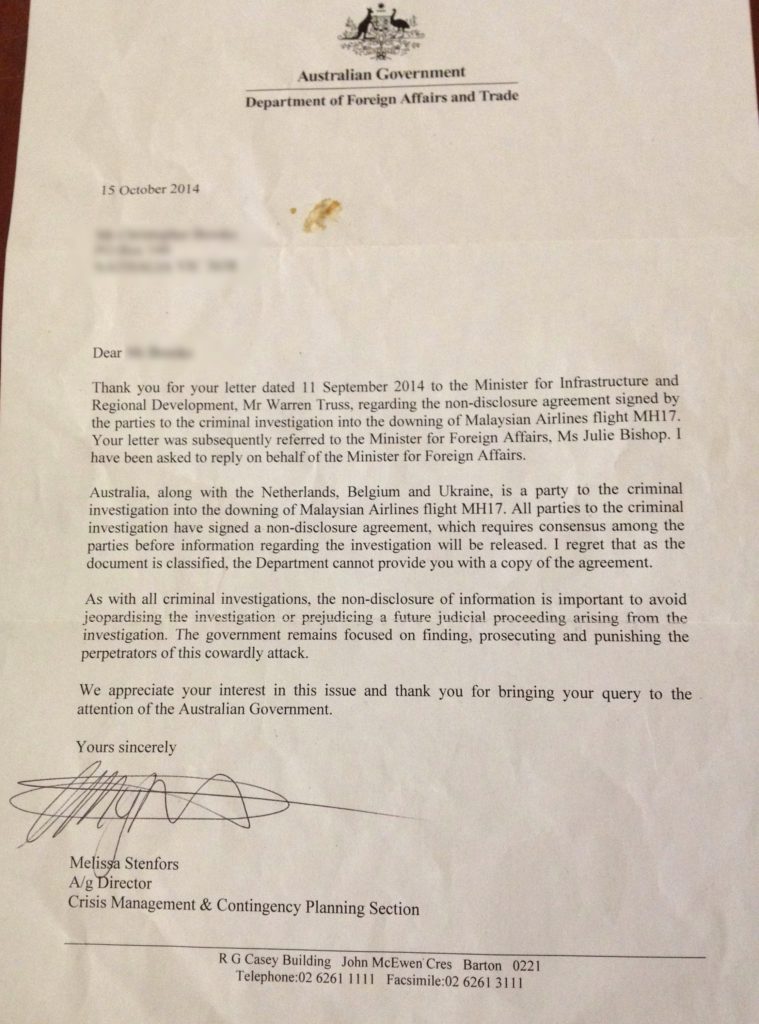 Australian Government
Department of Foreign Affairs and Trade
15 October 2014
Dear
Thank you for your letter dated 11 September 2014 to the Minister for Infrastructure and
Regional Development, Mr Warren Truss, regarding the non-disclosure agreement signed by
the parties to the criminal investigation into the downing of Malaysian Airlines flight MH17.
Your letter was subsequently referred to the Minister for Foreign Affairs, Ms Julie Bishop. I
have been asked to reply on behalf of the Minister for Foreign Affairs.
Australia, along with the Netherlands, Belgium and Ukraine, is a party to the criminal
investigation into the downing of Malaysian Airlines flight MH17. All parties to the criminal
investigation have signed a non-disclosure agreement, which requires consensus among the
parties before information regarding the investigation will be released. I regret that as the
document is classified, the Department cannot provide you with a copy of the agreement.
As with all criminal investigations, the non-disclosure of information is important to avoid
jeopardising the investigation or prejudicing a future judicial proceeding arising from the
investigation. The government remains focused on finding, prosecuting and punishing the
perpetrators of this cowardly attack.
We appreciate your interest in this issue and thank you for bringing your query to the
attention of the Australian Government.
Yours sincerely
Melissa Stenfors
A/g Director
Crisis Management & Contingency Planning Section
R G Casey Building John McEwen Cres Barton 0221
Telephone:02 6261 1111 Facsimile:02 6261 3111